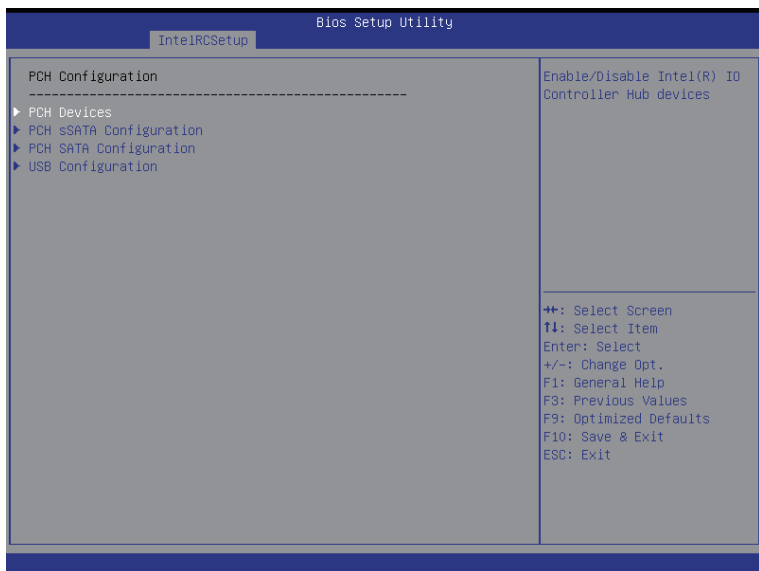 Bios Setup Utility
IntelRCSetup
PCH Configuration
--------------------------------------------------
PCH Devices
PCH sSATA Configuration
PCH SATA Configuration
USB Configuration
Enable/Disable Intel(R) IO
Controller Hub devices
→←: Select Screen
↑↓: Select Item
Enter: Select
+/-: Change Opt.
F1: General Help
F3: Previous Values
F9: Optimized Defaults
F10: Save & Exit
ESC: Exit